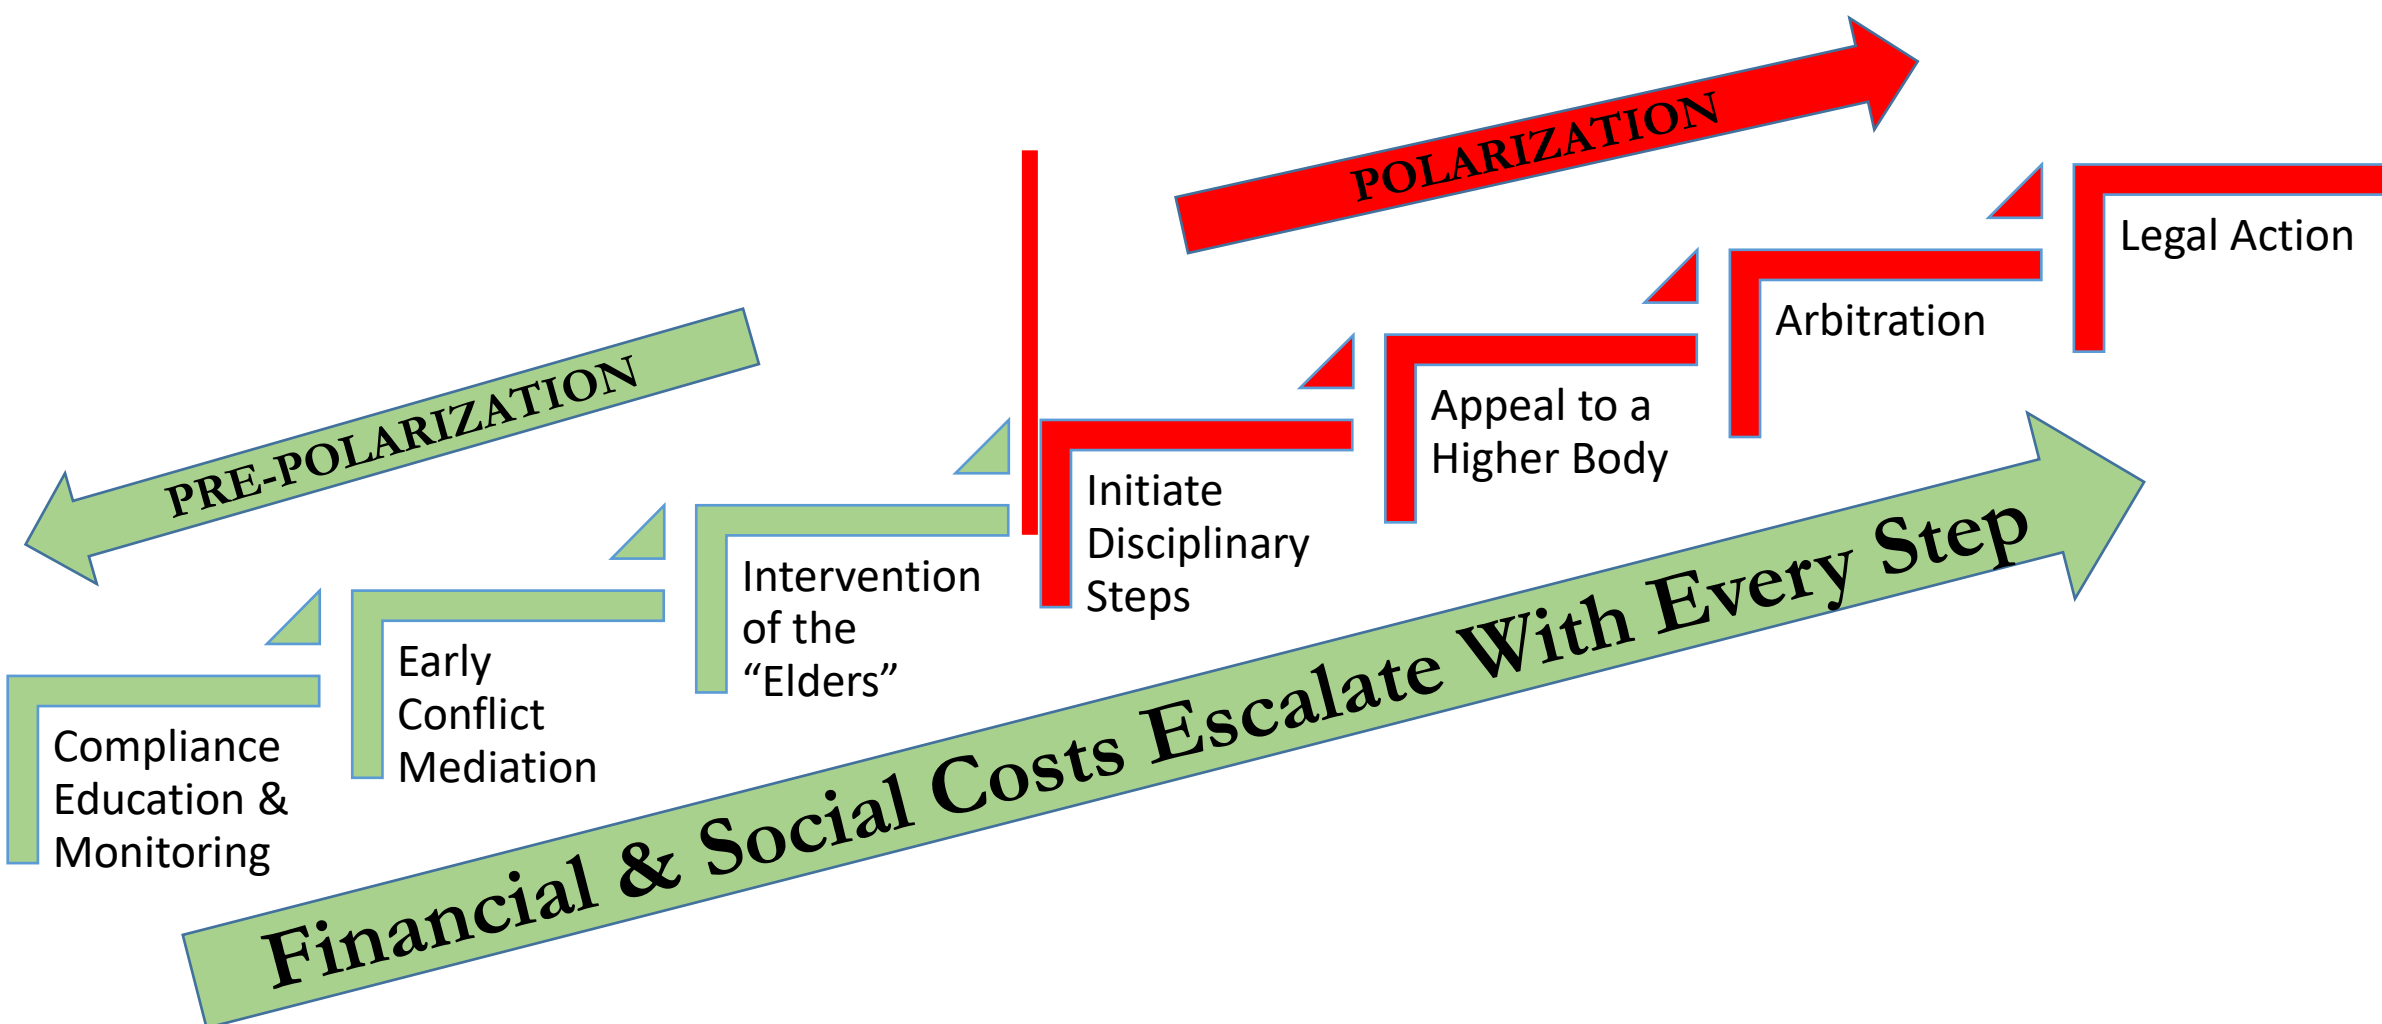 POLARIZATION
Legal Action
Arbitration
PRE-POLARIZATION
Appeal to a
Higher Body
Initiate
Disciplinary
Steps
Intervention
of the
“Elders”
Early
Conflict
Mediation
Compliance
Education &
Monitoring
Financial & Social Costs Escalate With Every Step